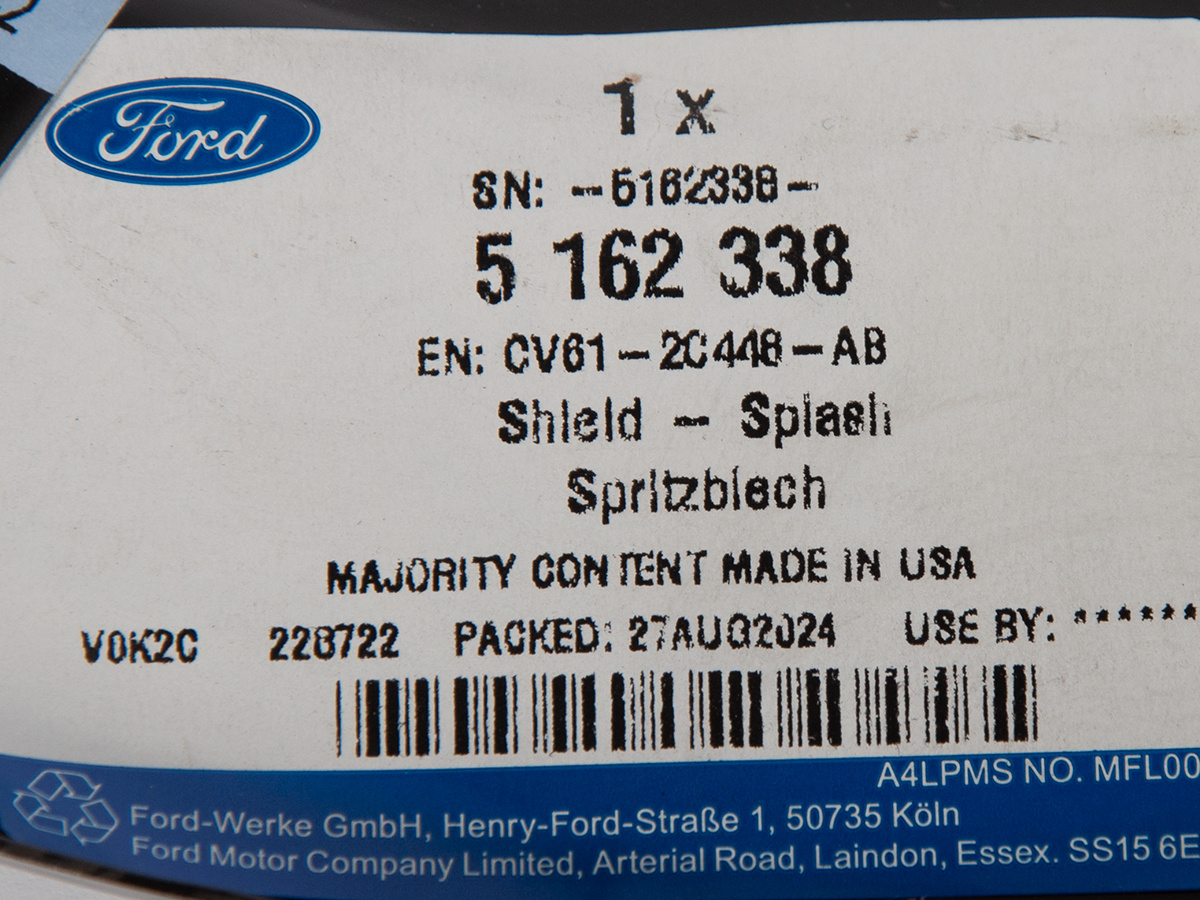 Ford
1 x
SN: -5162338-
5 162 338
EN: CV61-2C448-AB
Shield - Splash
Spritzblech
MAJORITY CONTENT MADE IN USA
V0K2C 228722 PACKED: 27AUG2024 USE BY: ******
A4LPMS NO. MFL00
Ford-Werke GmbH, Henry-Ford-Straße 1, 50735 Köln
Ford Motor Company Limited, Arterial Road, Laindon, Essex. SS15 6E